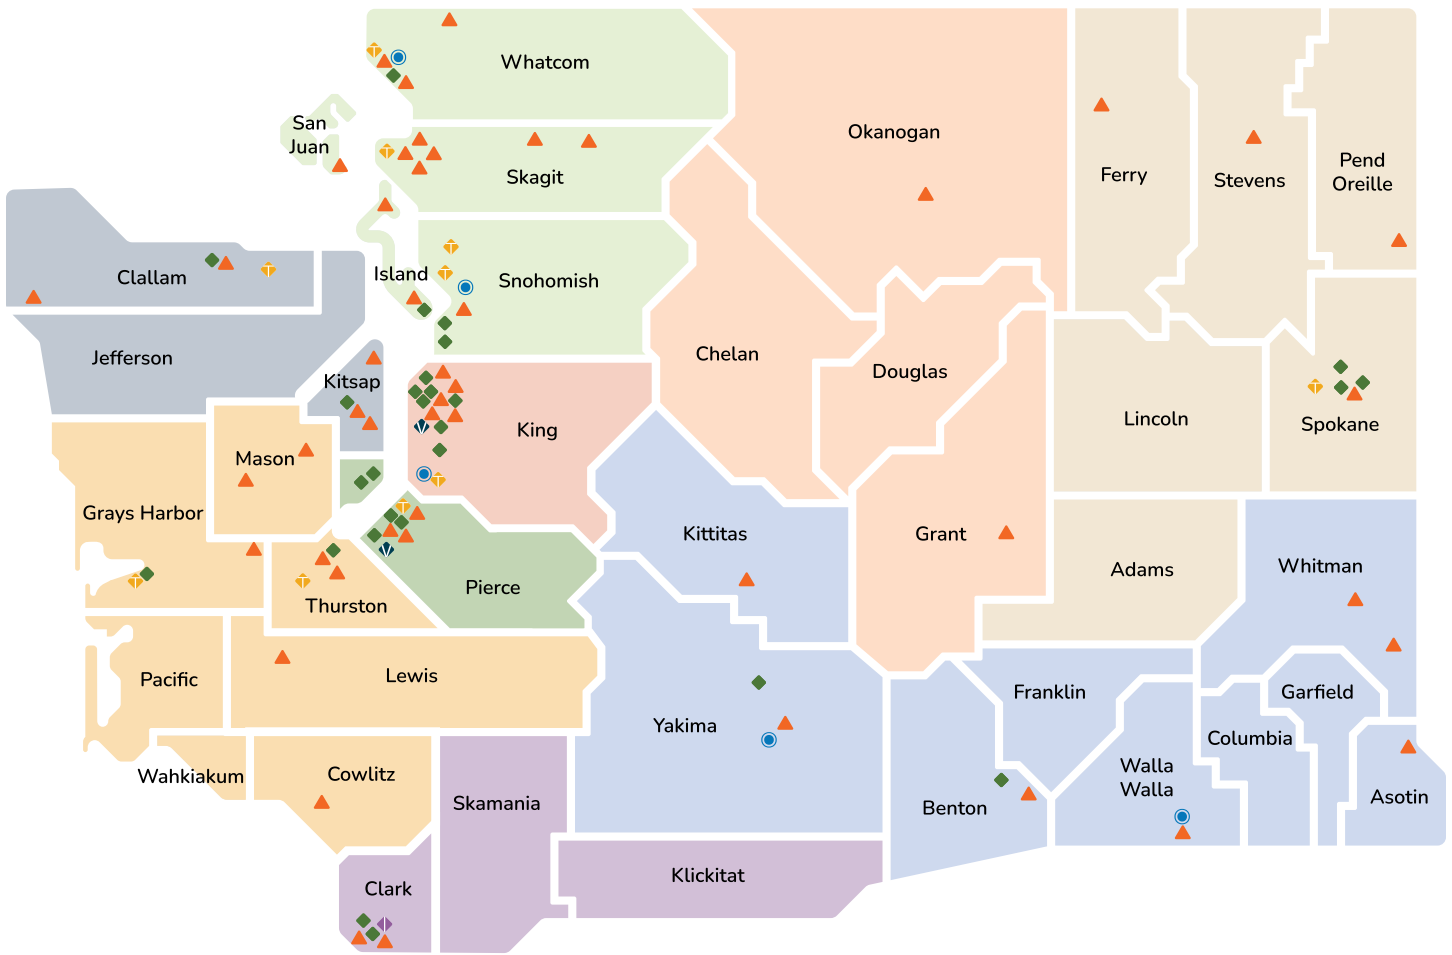 Whatcom
San
Juan
Okanogan
Pend
Oreille
Ferry
Stevens
Skagit
Clallam
Island
Snohomish
Jefferson
Kitsap
Chelan
Douglas
Lincoln
Spokane
King
Mason
Grays Harbor
Kittitas
Grant
Adams
Whitman
Pierce
Thurston
Pacific
Lewis
Yakima
Franklin
Garfield
Columbia
Wahkiakum
Cowlitz
Skamania
Walla
Walla
Benton
Asotin
Klickitat
Clark